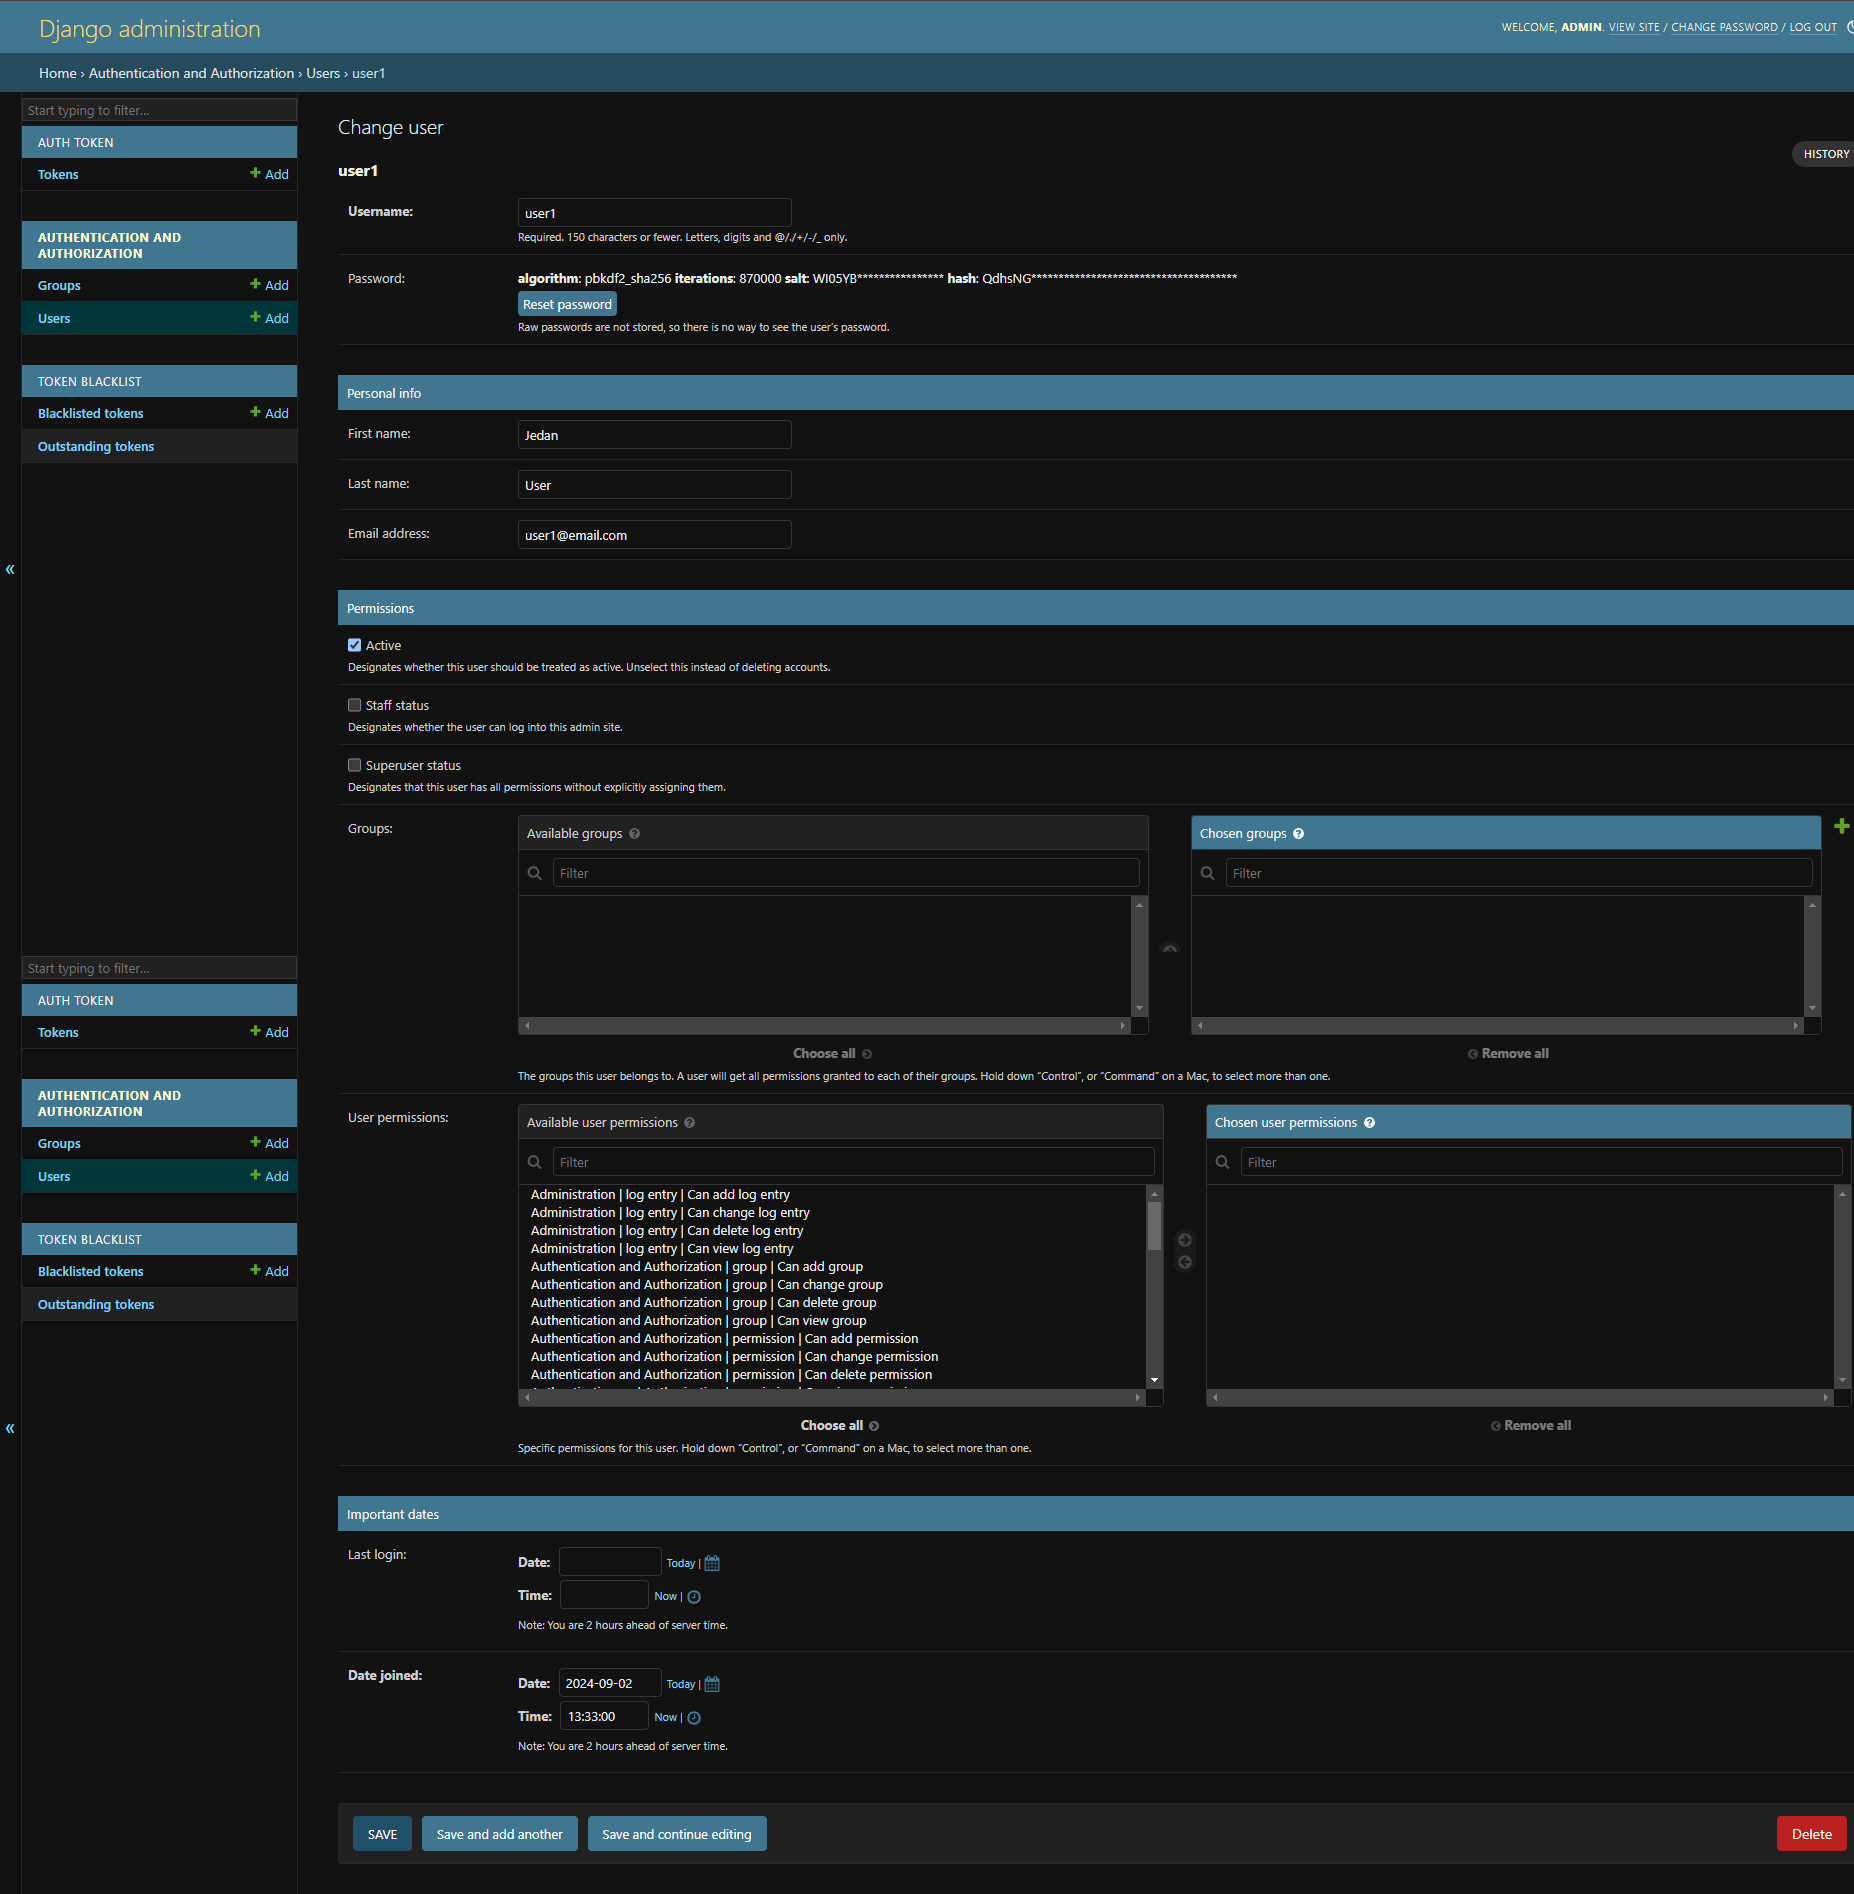 Django administration
WELCOME, ADMIN. VIEW SITE / CHANGE PASSWORD / LOG OUT
Home › Authentication and Authorization › Users › user1
Start typing to filter...
AUTH TOKEN
Tokens
+ Add
AUTHENTICATION AND
AUTHORIZATION
Groups
+ Add
Users
+ Add
TOKEN BLACKLIST
Blacklisted tokens
+ Add
Outstanding tokens
«
Start typing to filter...
AUTH TOKEN
Tokens
+ Add
AUTHENTICATION AND
AUTHORIZATION
Groups
+ Add
Users
+ Add
TOKEN BLACKLIST
Blacklisted tokens
+ Add
Outstanding tokens
«
Change user
HISTORY
user1
Username:
user1
Required. 150 characters or fewer. Letters, digits and @/./+/-/_ only.
Password:
algorithm: pbkdf2_sha256 iterations: 870000 salt: WI05YB**************** hash: QdhsNG**************************************
Reset password
Raw passwords are not stored, so there is no way to see the user's password.
Personal info
First name:
Jedan
Last name:
User
Email address:
user1@email.com
Permissions
Active
Designates whether this user should be treated as active. Unselect this instead of deleting accounts.
Staff status
Designates whether the user can log into this admin site.
Superuser status
Designates that this user has all permissions without explicitly assigning them.
Groups:
Available groups ?
Filter
Choose all
Chosen groups ?
Filter
Remove all
The groups this user belongs to. A user will get all permissions granted to each of their groups. Hold down “Control”, or “Command” on a Mac, to select more than one.
User permissions:
Available user permissions ?
Filter
Administration | log entry | Can add log entry
Administration | log entry | Can change log entry
Administration | log entry | Can delete log entry
Administration | log entry | Can view log entry
Authentication and Authorization | group | Can add group
Authentication and Authorization | group | Can change group
Authentication and Authorization | group | Can delete group
Authentication and Authorization | group | Can view group
Authentication and Authorization | permission | Can add permission
Authentication and Authorization | permission | Can change permission
Authentication and Authorization | permission | Can delete permission
Choose all
Chosen user permissions ?
Filter
Remove all
Specific permissions for this user. Hold down “Control”, or “Command” on a Mac, to select more than one.
Important dates
Last login:
Date:
Today |
Time:
Now |
Note: You are 2 hours ahead of server time.
Date joined:
Date: 2024-09-02
Today |
Time: 13:33:00
Now |
Note: You are 2 hours ahead of server time.
SAVE
Save and add another
Save and continue editing
Delete